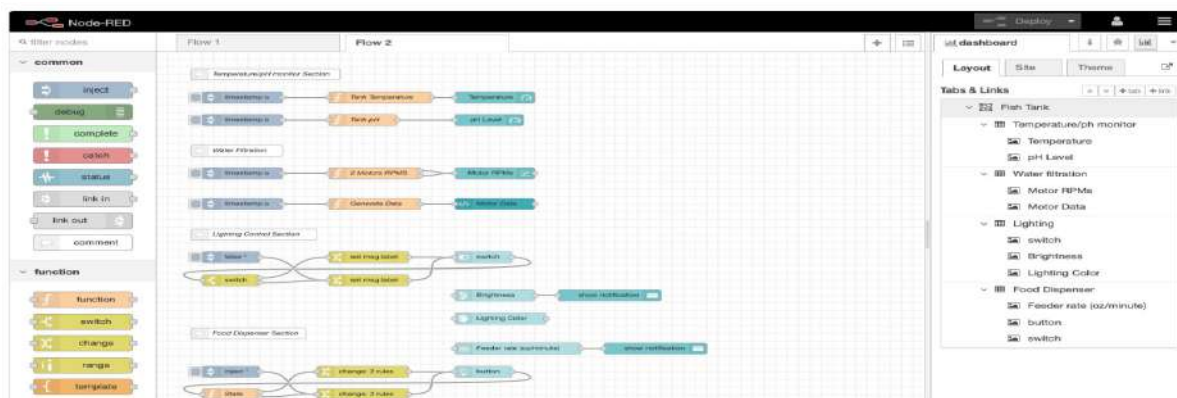 Node-RED
Deploy
filter nodes
Flow 1
Flow 2
dashboard
common
inject
debug
complete
catch
status
link in
link out
comment
function
function
switch
change
range
template
Temperature/ph monitor Section
timestamp
Tank Temperature
Temperature
timestamp
Tank pH
pH Level
Water Filtration
timestamp
2 Motors RPMS
Motor RPMs
timestamp
Generate Data
Motor Data
Lighting Control Section
false
set msg.label
switch
switch
set msg.label
Brightness
show notification
Lighting Color
Food Dispenser Section
Feeder rate (oz/minute)
show notification
inject
change: 2 rules
button
State
change: 2 rules
Layout
Site
Theme
Tabs & Links
+ tab
+ link
Fish Tank
Temperature/ph monitor
Temperature
pH Level
Water filtration
Motor RPMs
Motor Data
Lighting
switch
Brightness
Lighting Color
Food Dispenser
Feeder rate (oz/minute)
button
switch